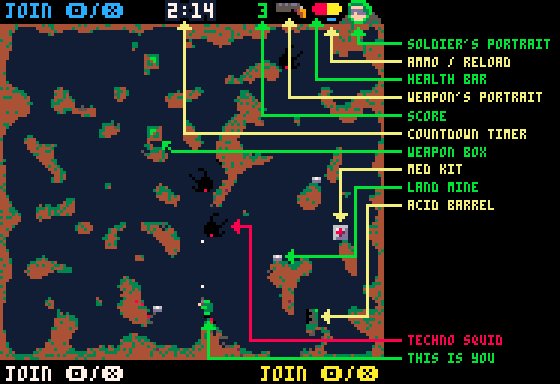 JOIN 🅾/❎ 2:14 3
SOLDIER'S PORTRAIT
AMMO / RELOAD
HEALTH BAR
WEAPON'S PORTRAIT
SCORE
COUNTDOWN TIMER
WEAPON BOX
MED KIT
LAND MINE
ACID BARREL
TECHNO SQUID
THIS IS YOU
JOIN 🅾/❎ JOIN 🅾/❎